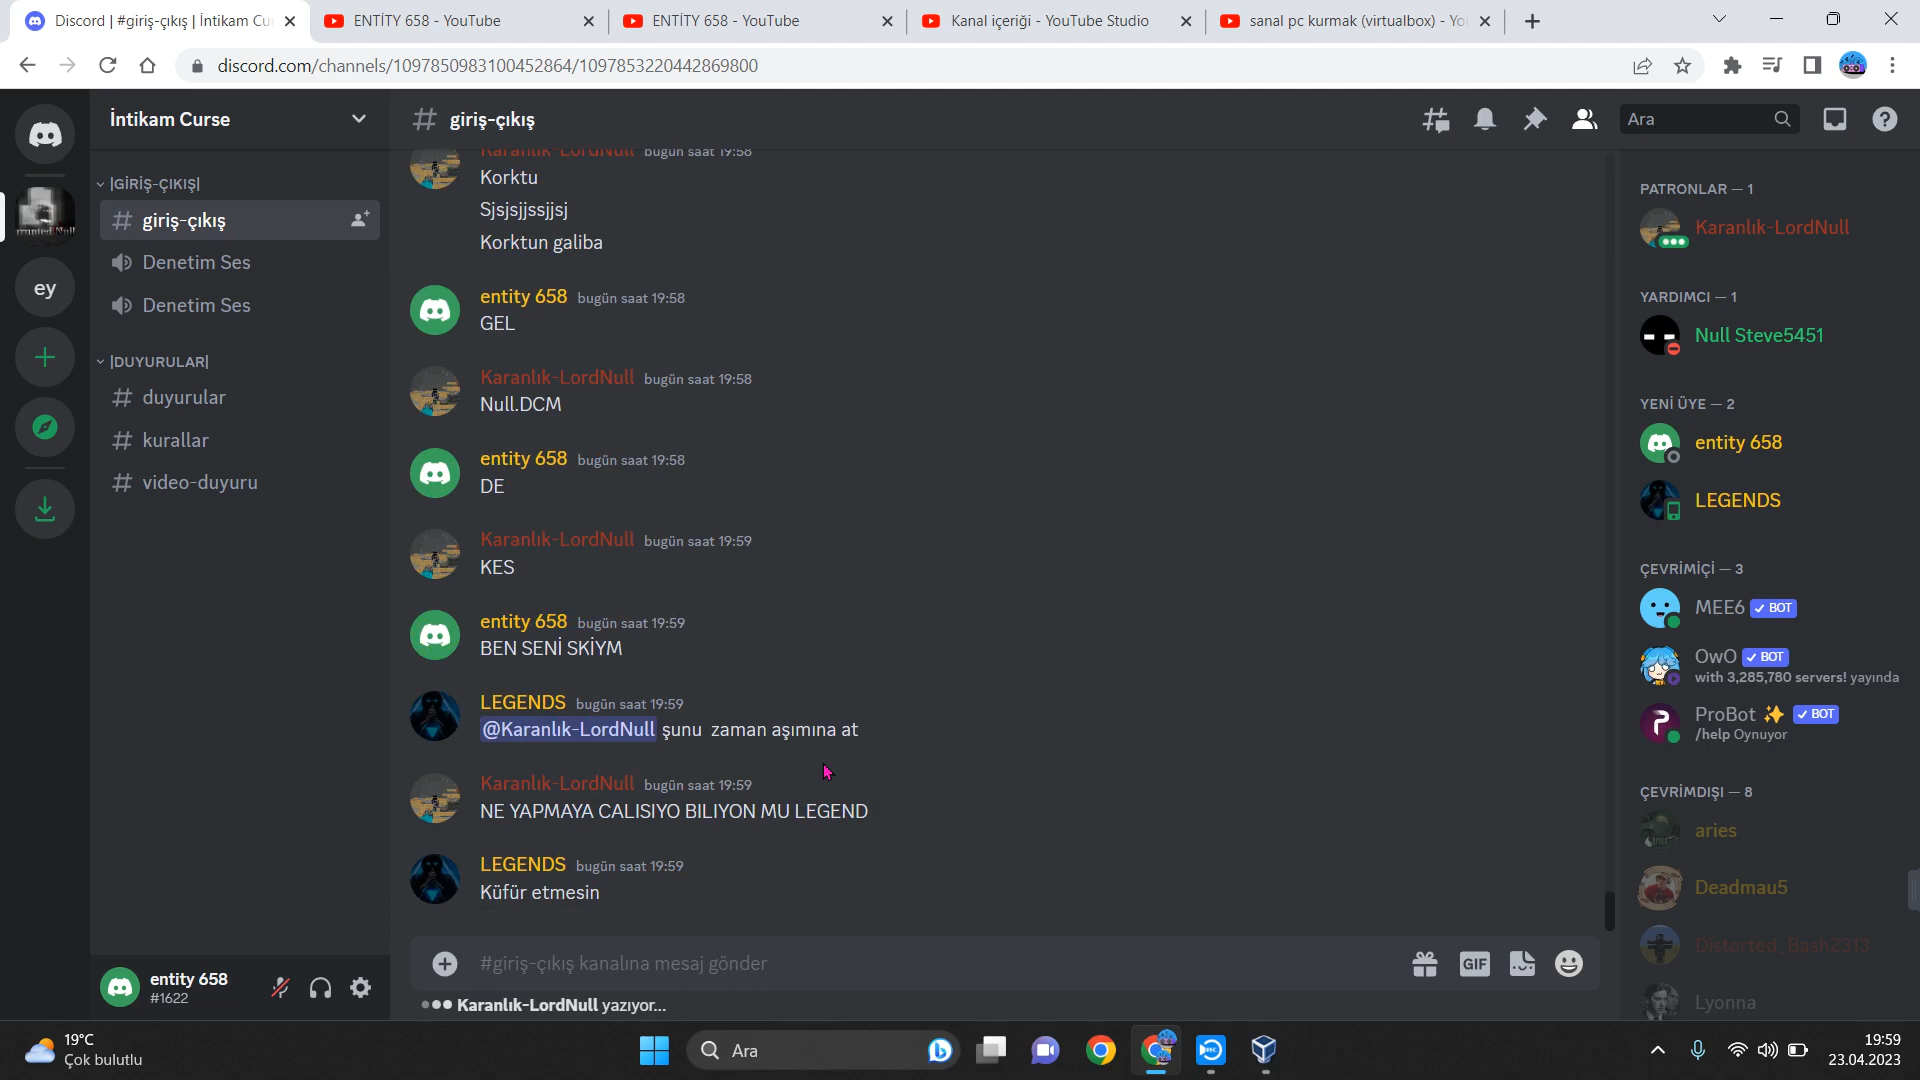 Discord | #giriş-çıkış | İntikam Cu
ENTİTY 658 - YouTube
ENTİTY 658 - YouTube
Kanal içeriği - YouTube Studio
sanal pc kurmak (virtualbox) - Yo
discord.com/channels/1097850983100452864/1097853220442869800
İntikam Curse
giriş-çıkış
Ara
|GİRİŞ-ÇIKIŞ|
giriş-çıkış
Denetim Ses
Denetim Ses
|DUYURULAR|
duyurular
kurallar
video-duyuru
ey
Karanlık-LordNull bugün saat 19:58
Korktu
Sjsjsjjssjjsj
Korktun galiba
entity 658 bugün saat 19:58
GEL
Karanlık-LordNull bugün saat 19:58
Null.DCM
entity 658 bugün saat 19:58
DE
Karanlık-LordNull bugün saat 19:59
KES
entity 658 bugün saat 19:59
BEN SENİ SKİYM
LEGENDS bugün saat 19:59
@Karanlık-LordNull şunu zaman aşımına at
Karanlık-LordNull bugün saat 19:59
NE YAPMAYA CALISIYO BILIYON MU LEGEND
LEGENDS bugün saat 19:59
Küfür etmesin
#giriş-çıkış kanalına mesaj gönder
GIF
Karanlık-LordNull yazıyor...
PATRONLAR — 1
Karanlık-LordNull
YARDIMCI — 1
Null Steve5451
YENİ ÜYE — 2
entity 658
LEGENDS
ÇEVRİMİÇİ — 3
MEE6 ✓ BOT
OwO ✓ BOT
with 3,285,780 servers! yayında
ProBot ✨ ✓ BOT
/help Oynuyor
ÇEVRİMDIŞI — 8
aries
Deadmau5
Distorted_Bash2313
Lyonna
entity 658
#1622
19°C
Çok bulutlu
Ara
19:59
23.04.2023